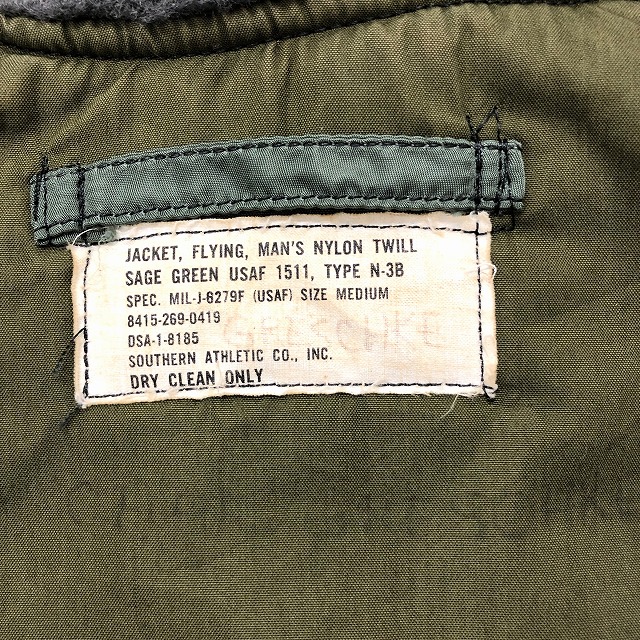 JACKET, FLYING, MAN'S NYLON TWILL
SAGE GREEN USAF 1511, TYPE N-3B
SPEC. MIL-J-6279F (USAF) SIZE MEDIUM
8415-269-0419
DSA-1-8185
SOUTHERN ATHLETIC CO., INC.
DRY CLEAN ONLY